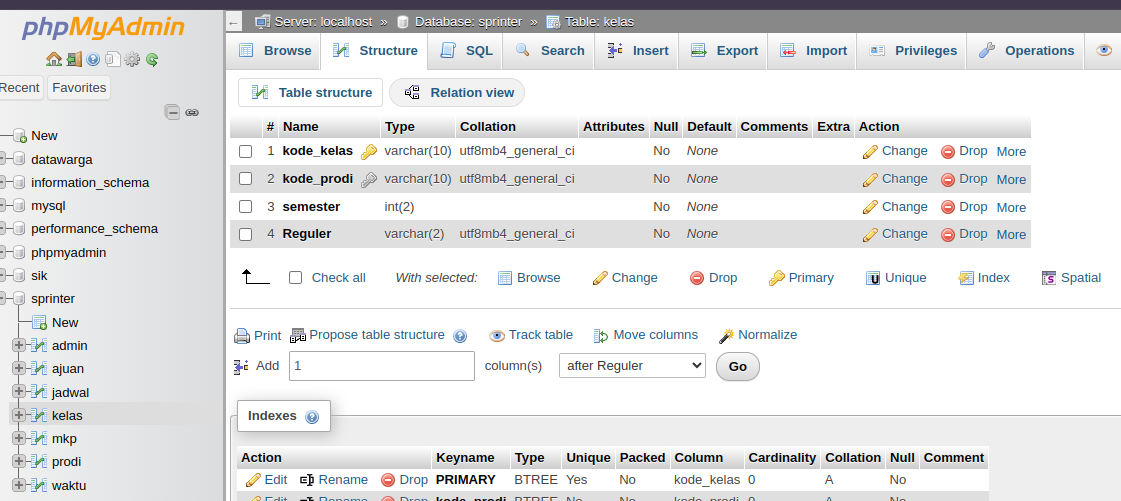 phpMyAdmin
Recent Favorites
New
datawarga
information_schema
mysql
performance_schema
phpmyadmin
sik
sprinter
New
admin
ajuan
jadwal
kelas
mkp
prodi
waktu
Server: localhost » Database: sprinter » Table: kelas
Browse Structure SQL Search Insert Export Import Privileges Operations
Table structure Relation view
# Name Type Collation Attributes Null Default Comments Extra Action
1 kode_kelas varchar(10) utf8mb4_general_ci No None Change Drop More
2 kode_prodi varchar(10) utf8mb4_general_ci No None Change Drop More
3 semester int(2) No None Change Drop More
4 Reguler varchar(2) utf8mb4_general_ci No None Change Drop More
Check all With selected: Browse Change Drop Primary Unique Index Spatial
Print Propose table structure Track table Move columns Normalize
Add 1 column(s) after Reguler Go
Indexes
Action Keyname Type Unique Packed Column Cardinality Collation Null Comment
Edit Rename Drop PRIMARY BTREE Yes No kode_kelas 0 A No
Edit Rename Drop kode_prodi BTREE No No kode_prodi 0 A No